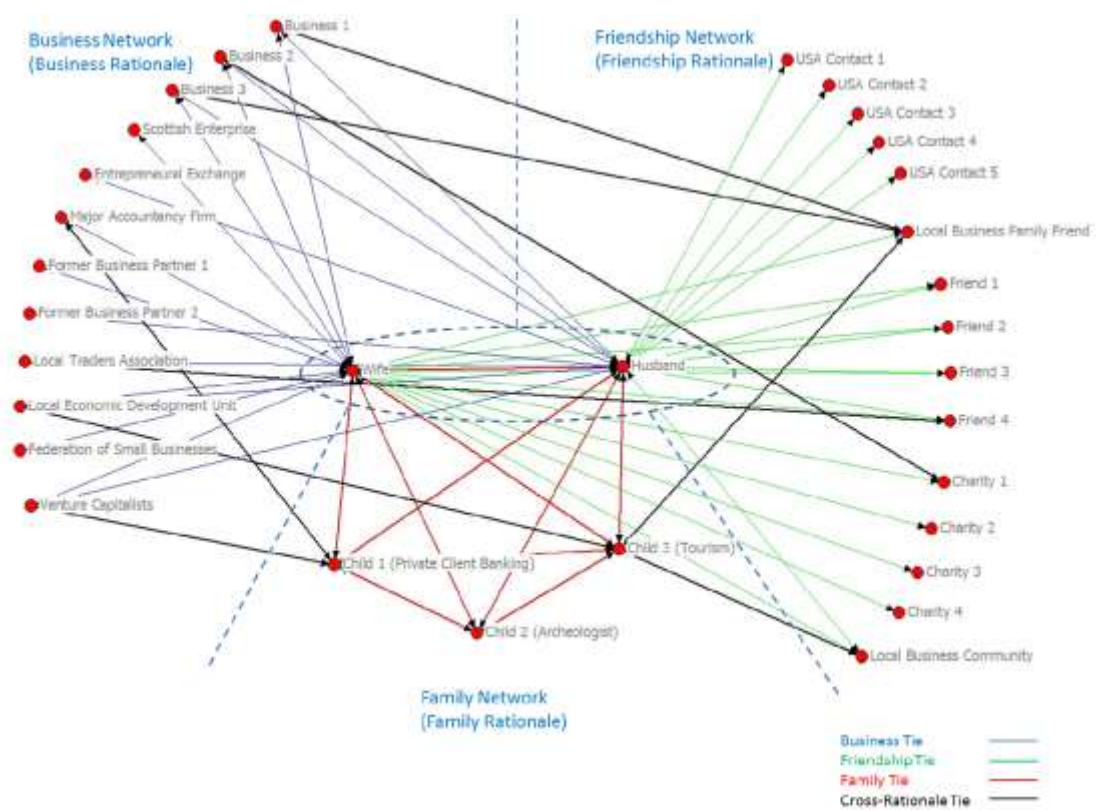 Business Network
(Business Rationale)
Friendship Network
(Friendship Rationale)
Business 1
Business 2
Business 3
Scottish Enterprise
Entrepreneural Exchange
Major Accountancy Firm
Former Business Partner 1
Former Business Partner 2
Local Traders Association
Local Economic Development Unit
Federation of Small Businesses
Venture Capitalists
USA Contact 1
USA Contact 2
USA Contact 3
USA Contact 4
USA Contact 5
Local Business Family Friend
Friend 1
Friend 2
Friend 3
Friend 4
Charity 1
Charity 2
Charity 3
Charity 4
Local Business Community
Wife
Husband
Child 1 (Private Client Banking)
Child 3 (Tourism)
Child 2 (Archeologist)
Family Network
(Family Rationale)
Business Tie
Friendship Tie
Family Tie
Cross-Rationale Tie